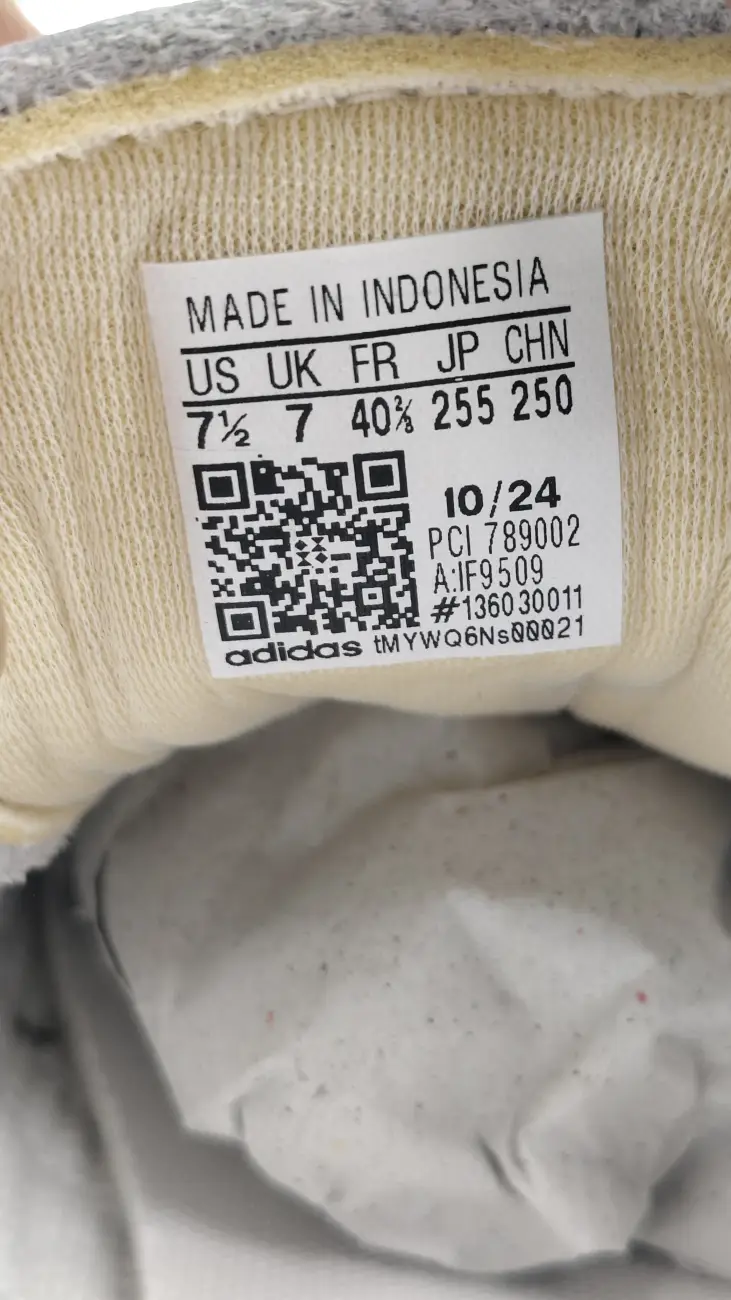 MADE IN INDONESIA
US UK FR JP CHN
7½ 7 40⅔ 255 250
10/24
PCI 789002
A:IF9509
#136030011
adidas tMYWQ6Ns00021